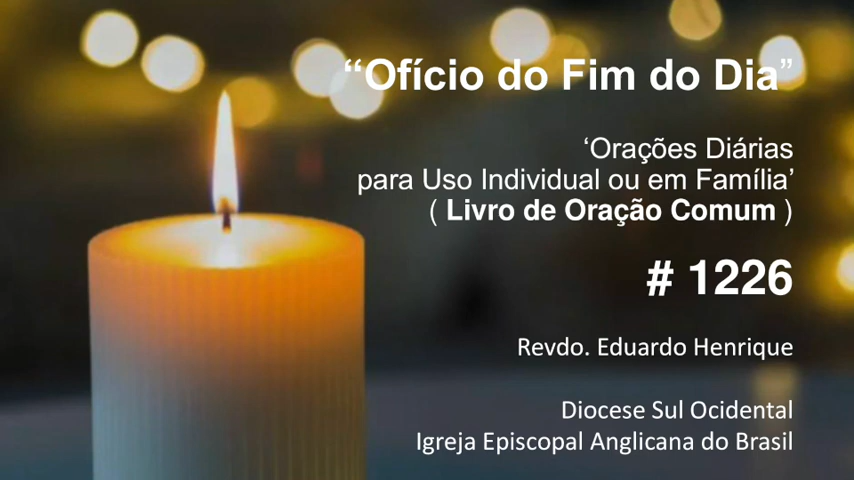 “Ofício do Fim do Dia”
‘Orações Diárias
para Uso Individual ou em Família’
( Livro de Oração Comum )
# 1226
Revdo. Eduardo Henrique
Diocese Sul Ocidental
Igreja Episcopal Anglicana do Brasil